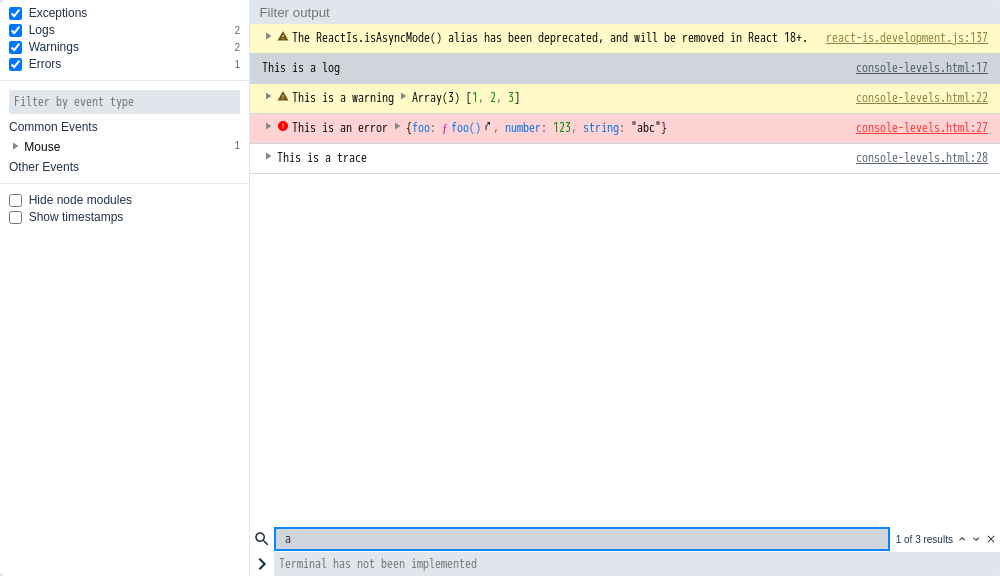 Exceptions
Logs 2
Warnings 2
Errors 1
Filter by event type
Common Events
Mouse 1
Other Events
Hide node modules
Show timestamps
Filter output
The ReactIs.isAsyncMode() alias has been deprecated, and will be removed in React 18+. react-is.development.js:137
This is a log console-levels.html:17
This is a warning Array(3) [1, 2, 3] console-levels.html:22
This is an error {foo: ƒ foo(), number: 123, string: "abc"} console-levels.html:27
This is a trace console-levels.html:28
a 1 of 3 results
Terminal has not been implemented